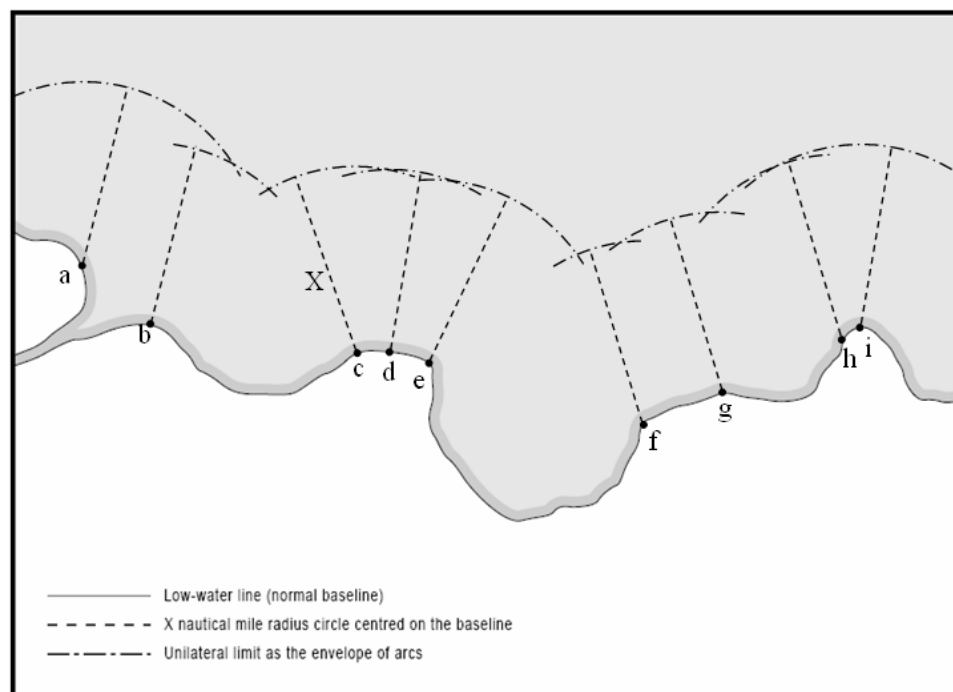 a
b
X
c
d
e
f
g
h
i
Low-water line (normal baseline)
X nautical mile radius circle centred on the baseline
Unilateral limit as the envelope of arcs